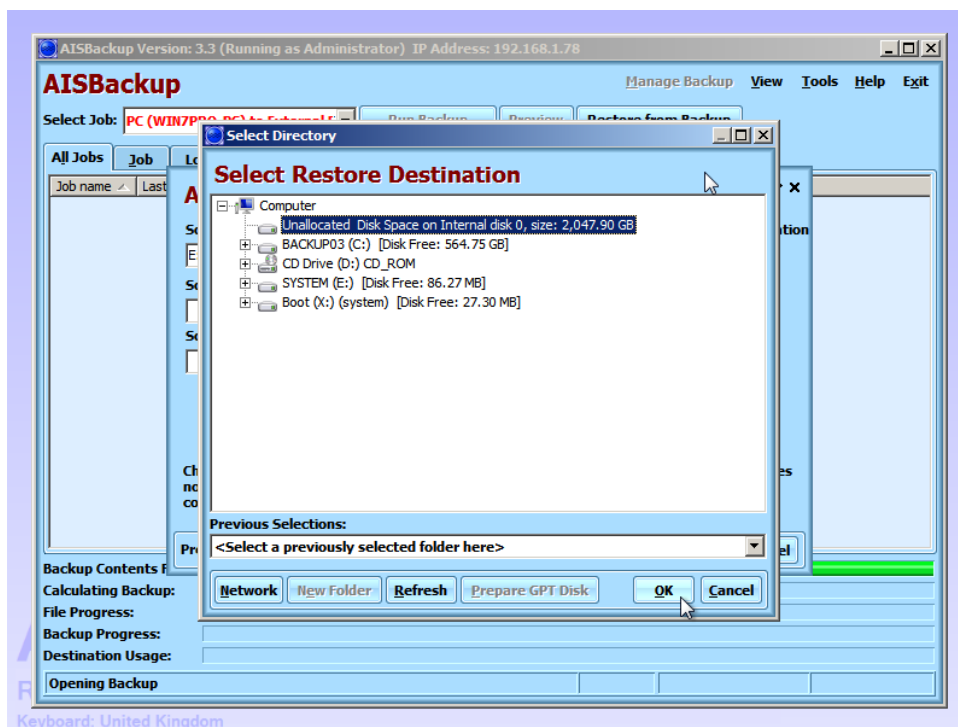 AISBackup Version: 3.3 (Running as Administrator) IP Address: 192.168.1.78
AISBackup
Manage Backup View Tools Help Exit
Select Job: PC (WIN7PRO-PC) to External
Run Backup Preview Restore from Backup
All Jobs Job
Job name Last
Select Directory
Select Restore Destination
Computer
Unallocated Disk Space on Internal disk 0, size: 2,047.90 GB
BACKUP03 (C:) [Disk Free: 564.75 GB]
CD Drive (D:) CD_ROM
SYSTEM (E:) [Disk Free: 86.27 MB]
Boot (X:) (system) [Disk Free: 27.30 MB]
Previous Selections:
<Select a previously selected folder here>
Network New Folder Refresh Prepare GPT Disk OK Cancel
Backup Contents
Calculating Backup:
File Progress:
Backup Progress:
Destination Usage:
Opening Backup
Keyboard: United Kingdom